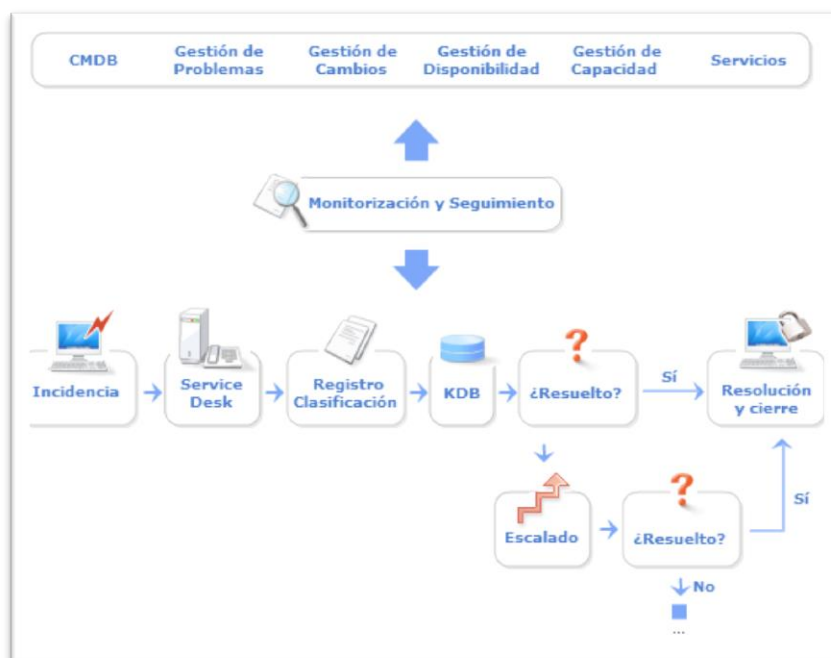 CMDB
Gestión de
Problemas
Gestión de
Cambios
Gestión de
Disponibilidad
Gestión de
Capacidad
Servicios
Monitorización y Seguimiento
Incidencia
Service
Desk
Registro
Clasificación
KDB
¿Resuelto?
Sí
Resolución
y cierre
Escalado
¿Resuelto?
Sí
No
...